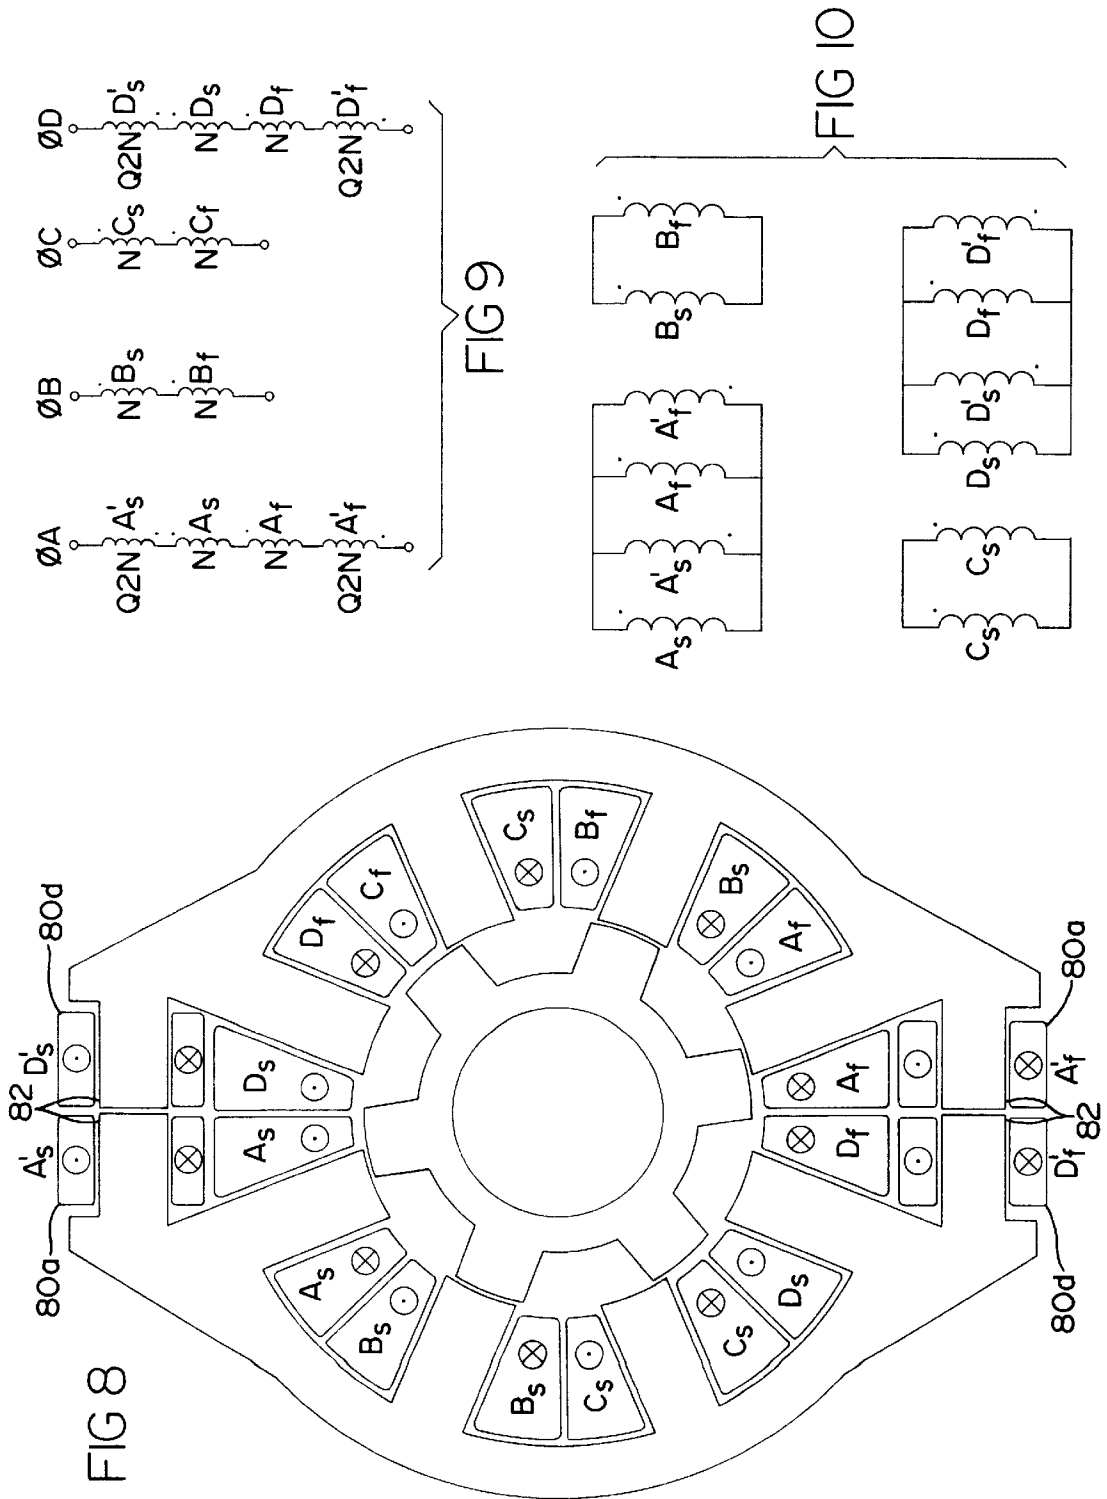 FIG 8
80a
A's
82
D's
80d
As
Ds
As
Bs
Df
Cf
Bs
Cs
Cs
Bf
Cs
Ds
Bs
Af
Df
Af
80d
D'f
82
A'f
80a
ØA
ØB
ØC
ØD
Q2N A's
N Bs
N Cs
Q2N D's
N As
N Bf
N Cf
N Ds
N Af
N Df
Q2N A'f
Q2N D'f
FIG 9
As
A's
Af
A'f
Bs
Bf
Cs
Cs
Ds
D's
Df
D'f
FIG 10